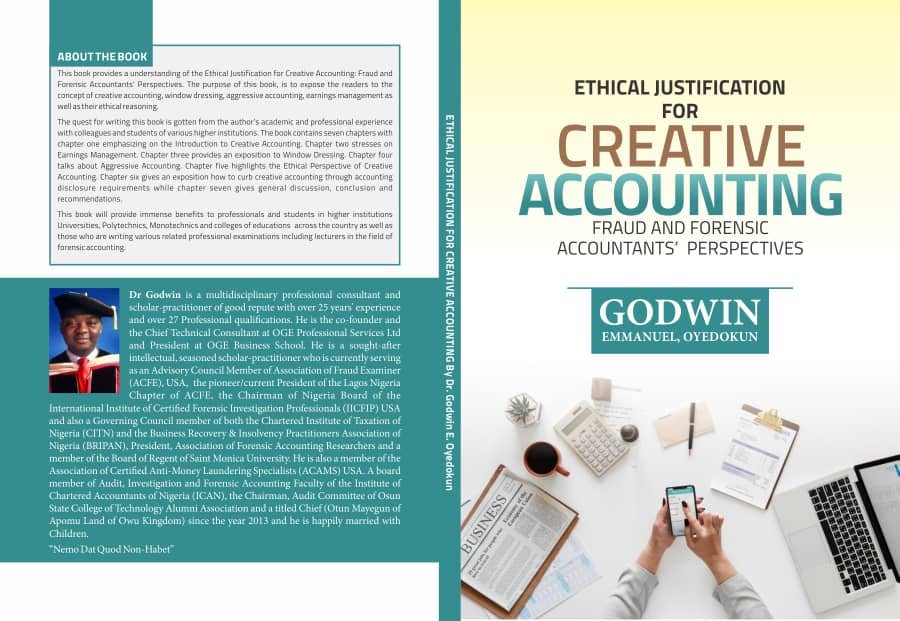 ABOUT THE BOOK
This book provides a understanding of the Ethical Justification for Creative Accounting: Fraud and
Forensic Accountants' Perspectives. The purpose of this book, is to expose the readers to the
concept of creative accounting, window dressing, aggressive accounting, earnings management as
well as their ethical reasoning.
The quest for writing this book is gotten from the author's academic and professional experience
with colleagues and students of various higher institutions. The book contains seven chapters with
chapter one emphasizing on the Introduction to Creative Accounting. Chapter two stresses on
Earnings Management. Chapter three provides an exposition to Window Dressing. Chapter four
talks about Aggressive Accounting. Chapter five highlights the Ethical Perspective of Creative
Accounting. Chapter six gives an exposition how to curb creative accounting through accounting
disclosure requirements while chapter seven gives general discussion, conclusion and
recommendations.
This book will provide immense benefits to professionals and students in higher institutions
Universities, Polytechnics, Monotechnics and colleges of educations across the country as well as
those who are writing various related professional examinations including lecturers in the field of
forensic accounting.
Dr Godwin is a multidisciplinary professional consultant and
scholar-practitioner of good repute with over 25 years' experience
and over 27 Professional qualifications. He is the co-founder and
the Chief Technical Consultant at OGE Professional Services Ltd
and President at OGE Business School. He is a sought-after
intellectual, seasoned scholar-practitioner who is currently serving
as an Advisory Council Member of Association of Fraud Examiner
(ACFE), USA, the pioneer/current President of the Lagos Nigeria
Chapter of ACFE, the Chairman of Nigeria Board of the
International Institute of Certified Forensic Investigation Professionals (IICFIP) USA
and also a Governing Council member of both the Chartered Institute of Taxation of
Nigeria (CITN) and the Business Recovery & Insolvency Practitioners Association of
Nigeria (BRIPAN), President, Asociation of Forensic Accounting Researchers and a
member of the Board of Regent of Saint Monica University. He is also a member of the
Association of Certified Anti-Money Laundering Specialists (ACAMS) USA. A board
member of Audit, Investigation and Forensic Accounting Faculty of the Institute of
Chartered Accountants of Nigeria (ICAN), the Chairman, Audit Committee of Osun
State College of Technology Alumni Association and a titled Chief (Otun Mayegun of
Apomu Land of Owu Kingdom) since the year 2013 and he is happily married with
Children.
"Nemo Dat Quod Non-Habet"
ETHICAL JUSTIFICATION FOR CREATIVE ACCOUNTING By Dr. Godwin E. Oyedokun
ETHICAL JUSTIFICATION
FOR
CREATIVE
ACCOUNTING
FRAUD AND FORENSIC
ACCOUNTANTS' PERSPECTIVES
GODWIN
EMMANUEL, OYEDOKUN
BUSINESS